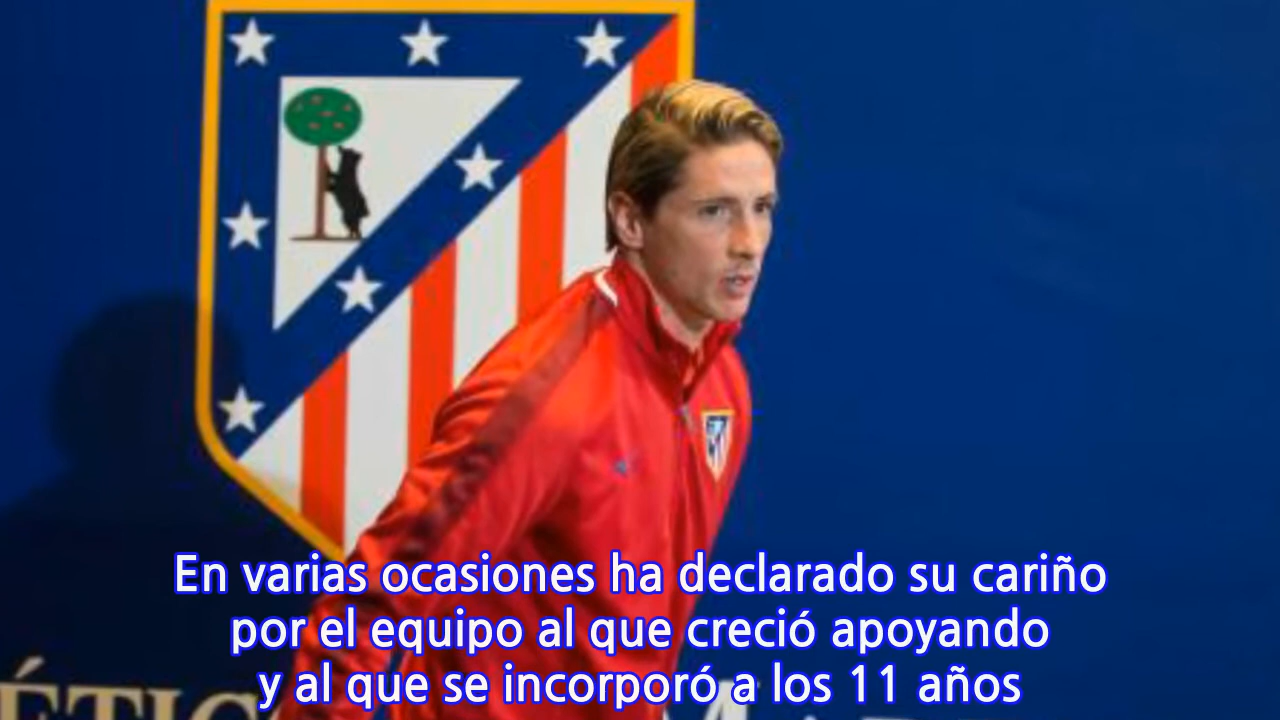 En varias ocasiones ha declarado su cariño
por el equipo al que creció apoyando
y al que se incorporó a los 11 años